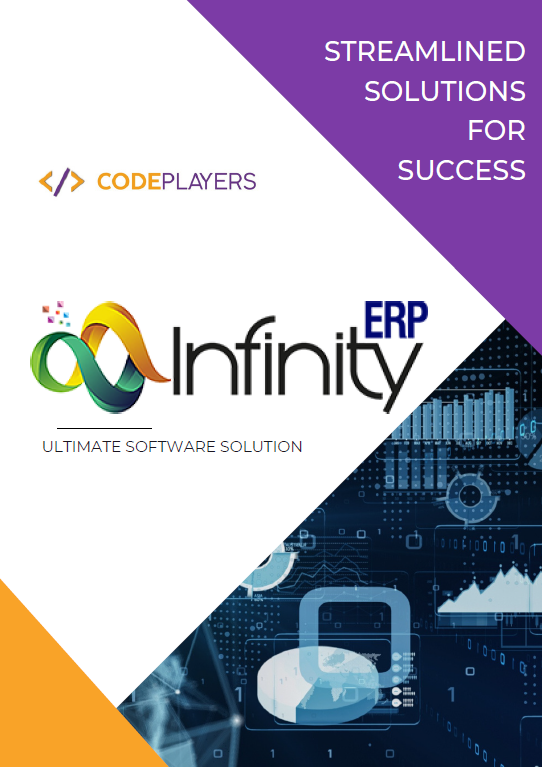 STREAMLINED
SOLUTIONS
FOR
SUCCESS
</> CODEPLAYERS
Infinity ERP
ULTIMATE SOFTWARE SOLUTION